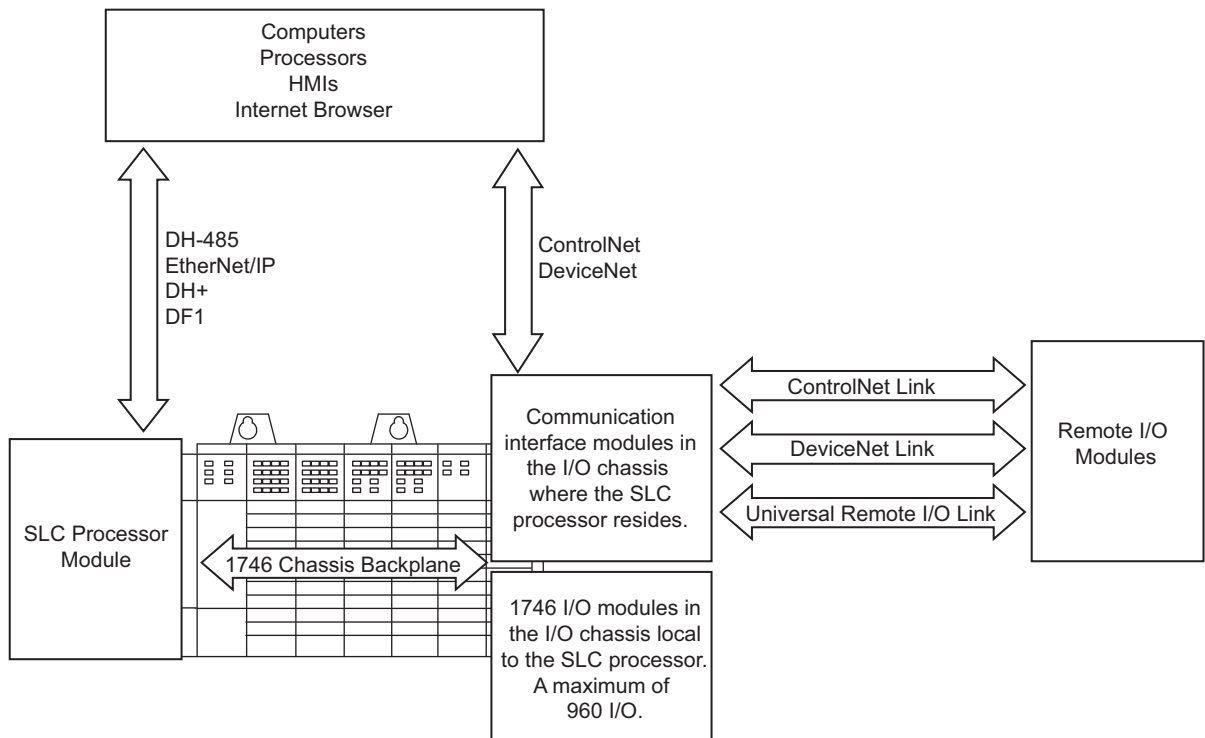 Computers
Processors
HMIs
Internet Browser
DH-485
EtherNet/IP
DH+
DF1
ControlNet
DeviceNet
SLC Processor
Module
1746 Chassis Backplane
Communication
interface modules in
the I/O chassis
where the SLC
processor resides.
1746 I/O modules in
the I/O chassis local
to the SLC processor.
A maximum of
960 I/O.
ControlNet Link
DeviceNet Link
Universal Remote I/O Link
Remote I/O
Modules